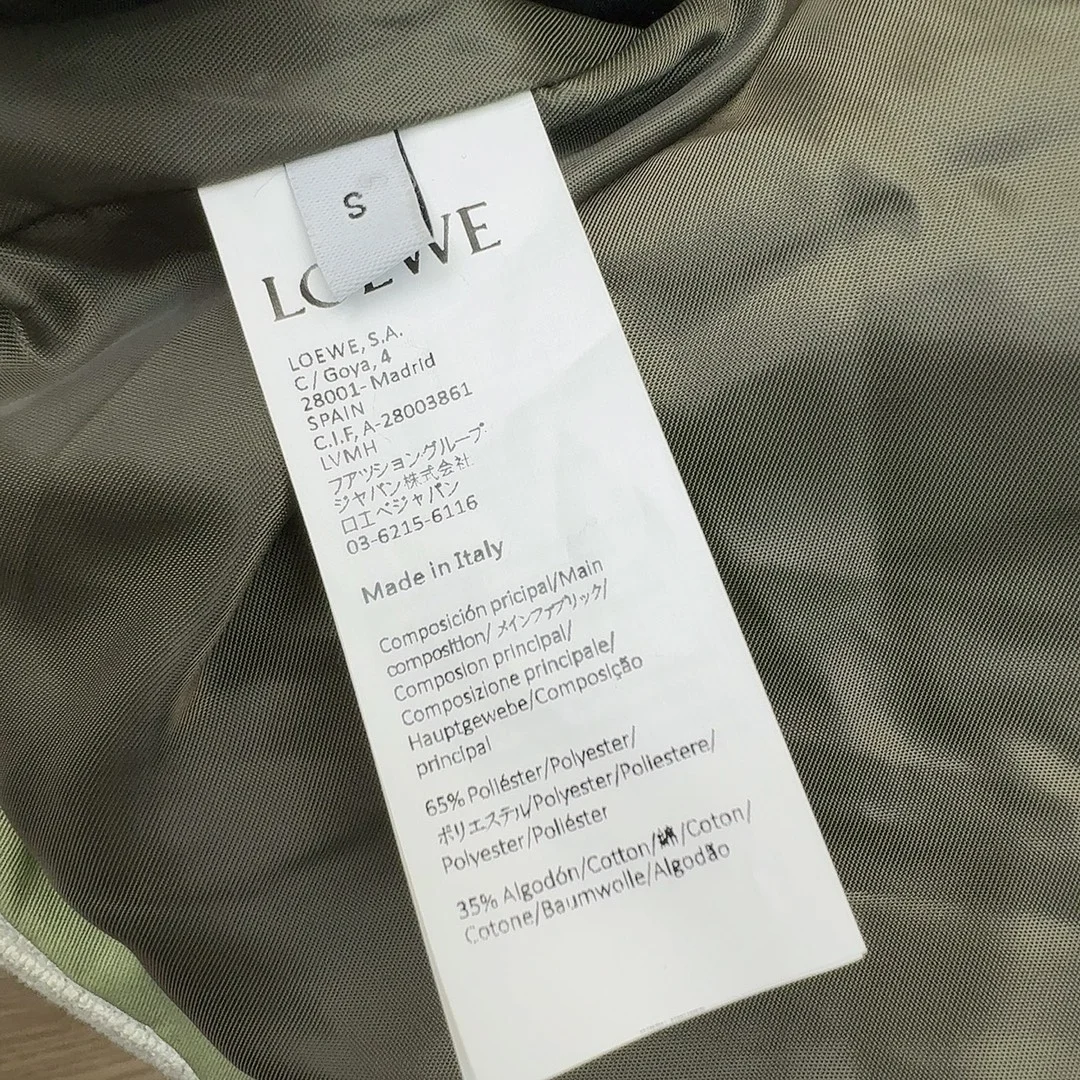 S
LOEWE
LOEWE, S.A.
C/ Goya, 4
28001- Madrid
SPAIN
C.I.F, A-28003861
LVMH
フアツション・グループ
ジャパン株式会社
ロエベジャパン
03-6215-6116
Made in Italy
Composición pricipal/Main
composition/ メインファブリック/
Composion principal/
Composizione principale/
Hauptgewebe/Composição
principal
65% Poliéster/Polyester/
ポリエステル/Polyester/Poliestere/
Polyester/Poliéster
35% Algodón/Cotton/綿/Coton/
Cotone/Baumwolle/Algodão